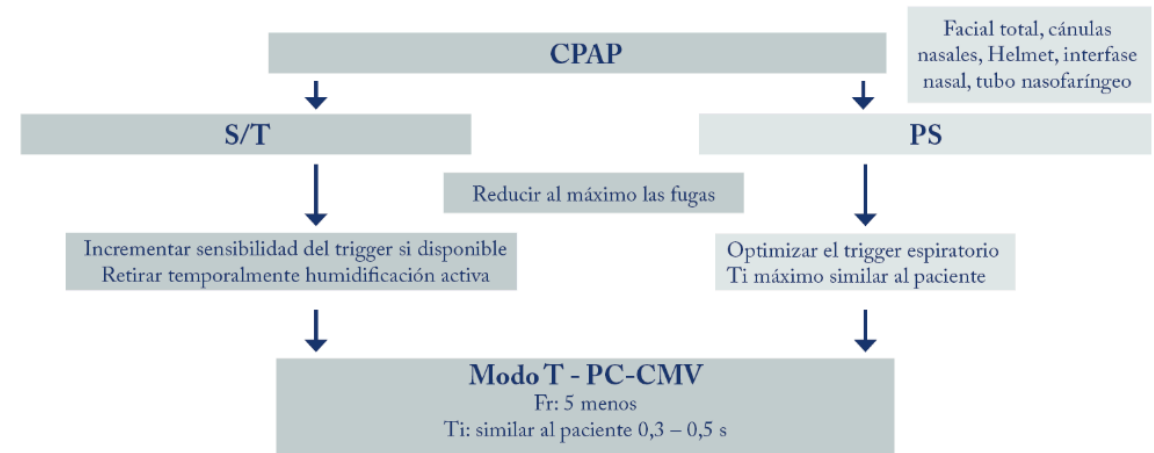 CPAP
Facial total, cánulas
nasales, Helmet, interfase
nasal, tubo nasofaríngeo
S/T
PS
Reducir al máximo las fugas
Incrementar sensibilidad del trigger si disponible
Retirar temporalmente humidificación activa
Optimizar el trigger espiratorio
Ti máximo similar al paciente
Modo T - PC-CMV
Fr: 5 menos
Ti: similar al paciente 0,3 – 0,5 s